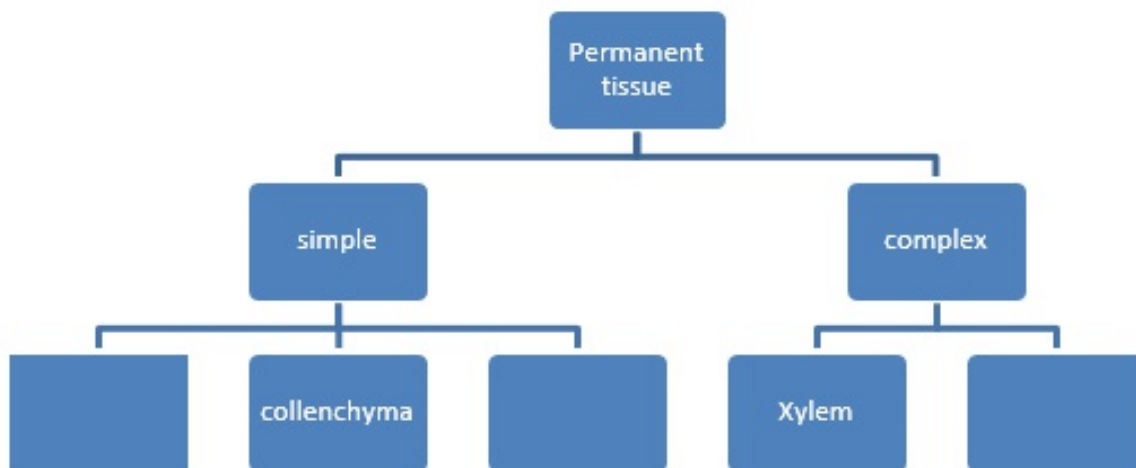 Permanent
tissue
simple
complex
collenchyma
Xylem